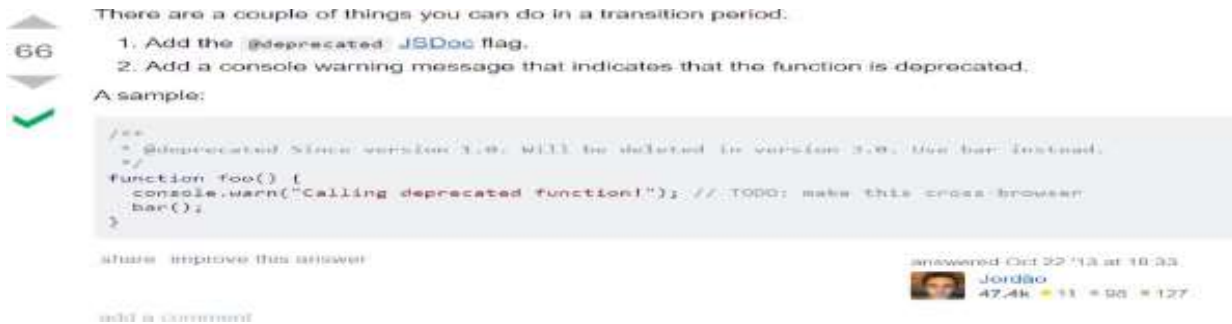 There are a couple of things you can do in a transition period:
66
1. Add the @deprecated JSDoc flag.
2. Add a console warning message that indicates that the function is deprecated.
A sample:
/**
* @deprecated Since version 1.0. Will be deleted in version 3.0. Use bar instead.
*/
function foo() {
console.warn("Calling deprecated function!"); // TODO: make this cross-browser
bar();
}
share improve this answer
answered Oct 22 '13 at 18:33
Jordão
47.4k 11 98 127
add a comment